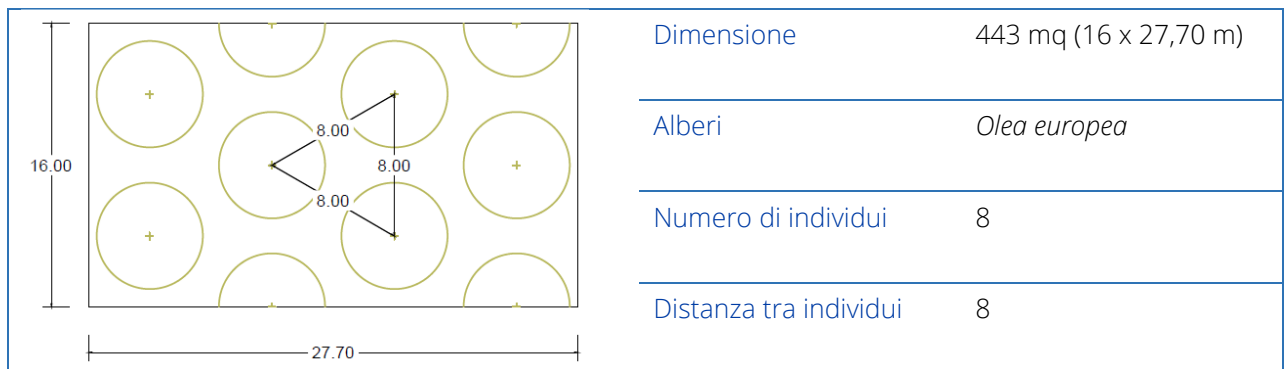 Dimensione 443 mq (16 x 27,70 m)
8.00
16.00
8.00
Alberi Olea europea
8.00
Numero di individui 8
Distanza tra individui 8
27.70